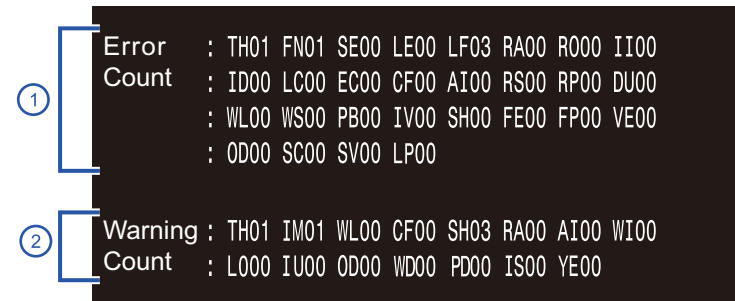 1
Error : TH01 FN01 SE00 LE00 LF03 RA00 RO00 II00
Count : ID00 LC00 EC00 CF00 AI00 RS00 RP00 DU00
: WL00 WS00 PB00 IV00 SH00 FE00 FP00 VE00
: OD00 SC00 SV00 LP00
2
Warning : TH01 IM01 WL00 CF00 SH03 RA00 AI00 WI00
Count : LO00 IU00 OD00 WD00 PD00 IS00 YE00